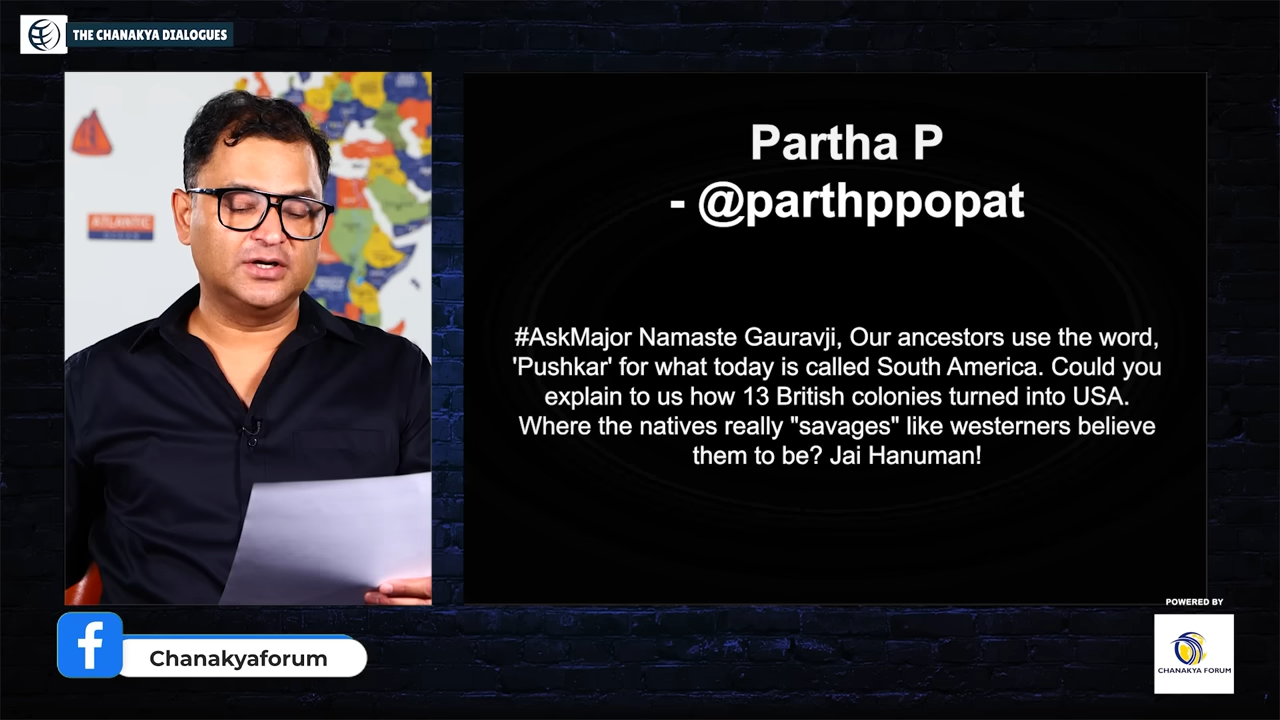 THE CHANAKYA DIALOGUES
ATLANTIC
Partha P
- @parthppopat
#AskMajor Namaste Gauravji, Our ancestors use the word,
'Pushkar' for what today is called South America. Could you
explain to us how 13 British colonies turned into USA.
Where the natives really "savages" like westerners believe
them to be? Jai Hanuman!
Chanakyaforum
POWERED BY
CHANAKYA FORUM